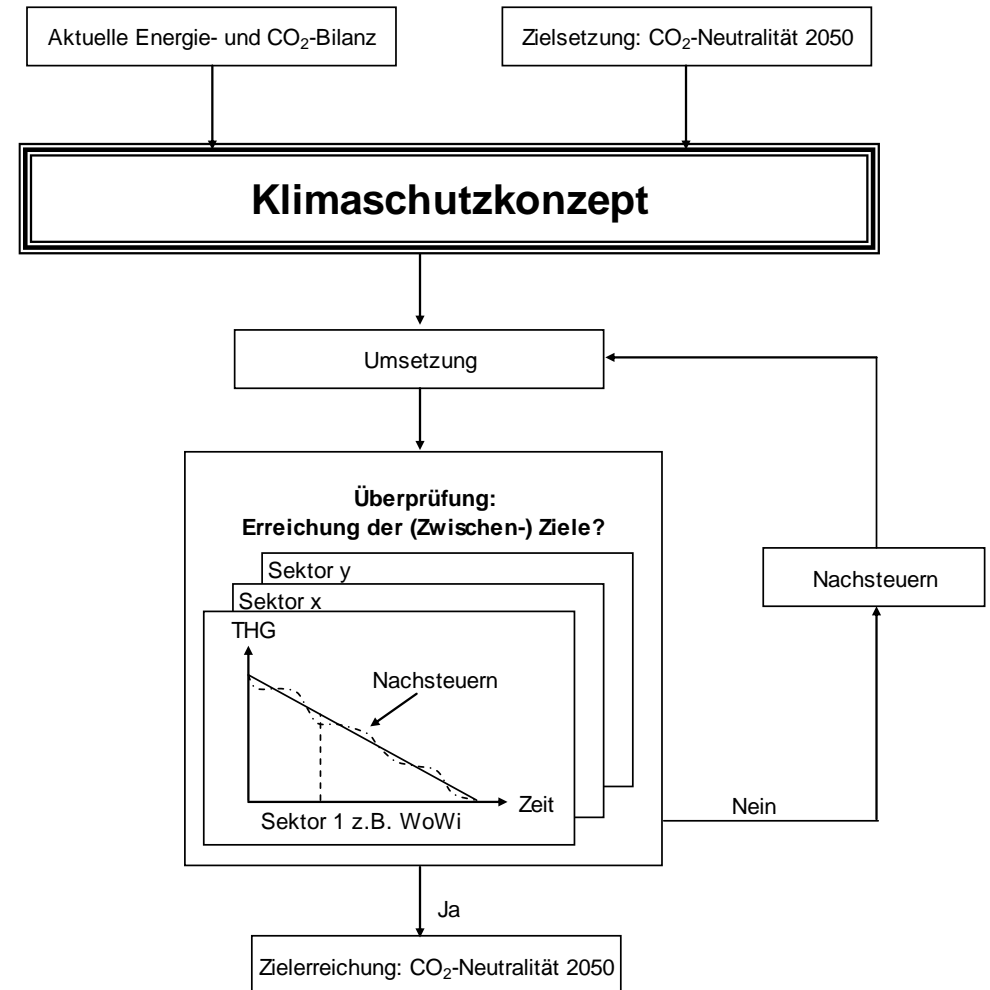 Aktuelle Energie- und CO₂-Bilanz
Zielsetzung: CO₂-Neutralität 2050
Klimaschutzkonzept
Umsetzung
Überprüfung:
Erreichung der (Zwischen-) Ziele?
Sektor y
Sektor x
THG
Nachsteuern
Zeit
Sektor 1 z.B. WoWi
Nachsteuern
Nein
Ja
Zielerreichung: CO₂-Neutralität 2050